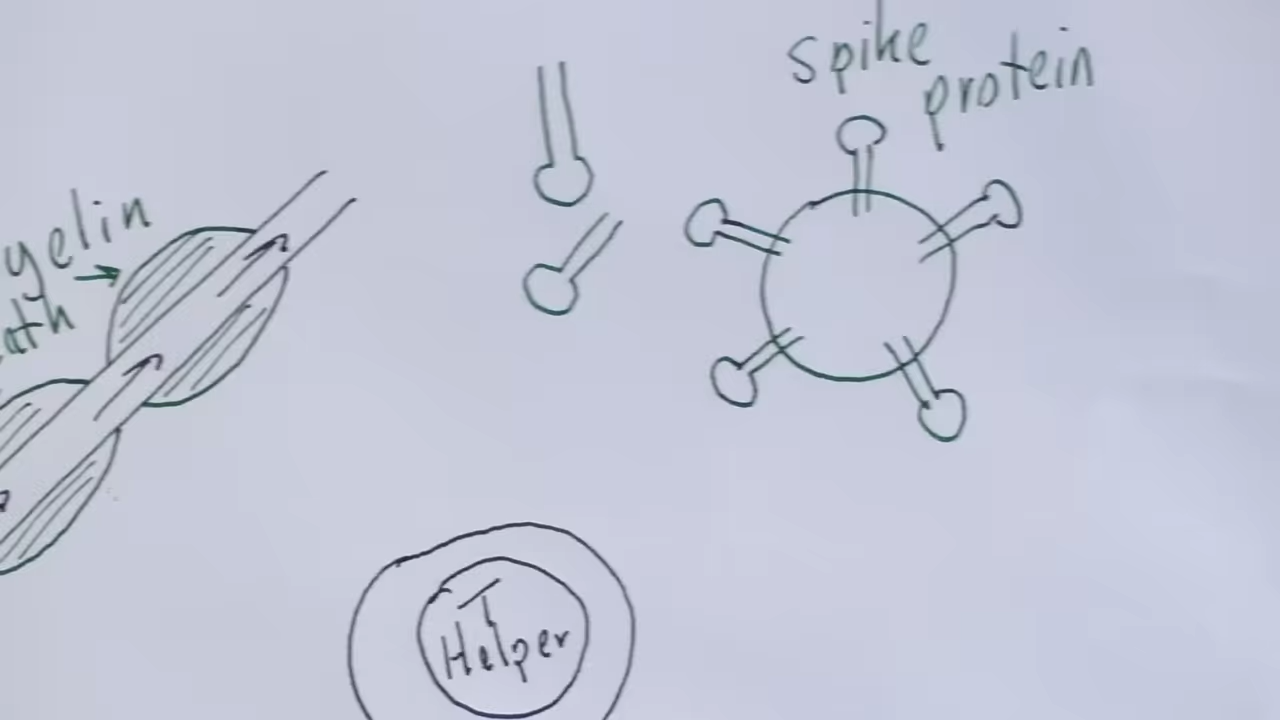 spike
protein
yelin
ath
T
Helper